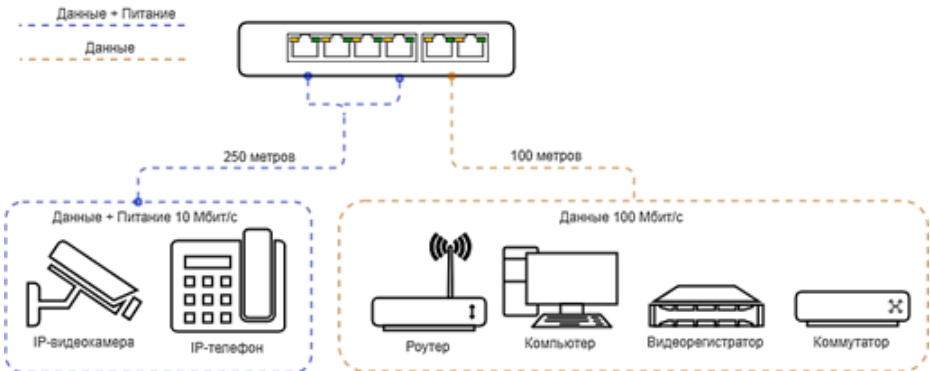 Данные + Питание
Данные
250 метров
100 метров
Данные + Питание 10 Мбит/с
Данные 100 Мбит/с
IP-видеокамера
IP-телефон
Роутер
Компьютер
Видеорегистратор
Коммутатор